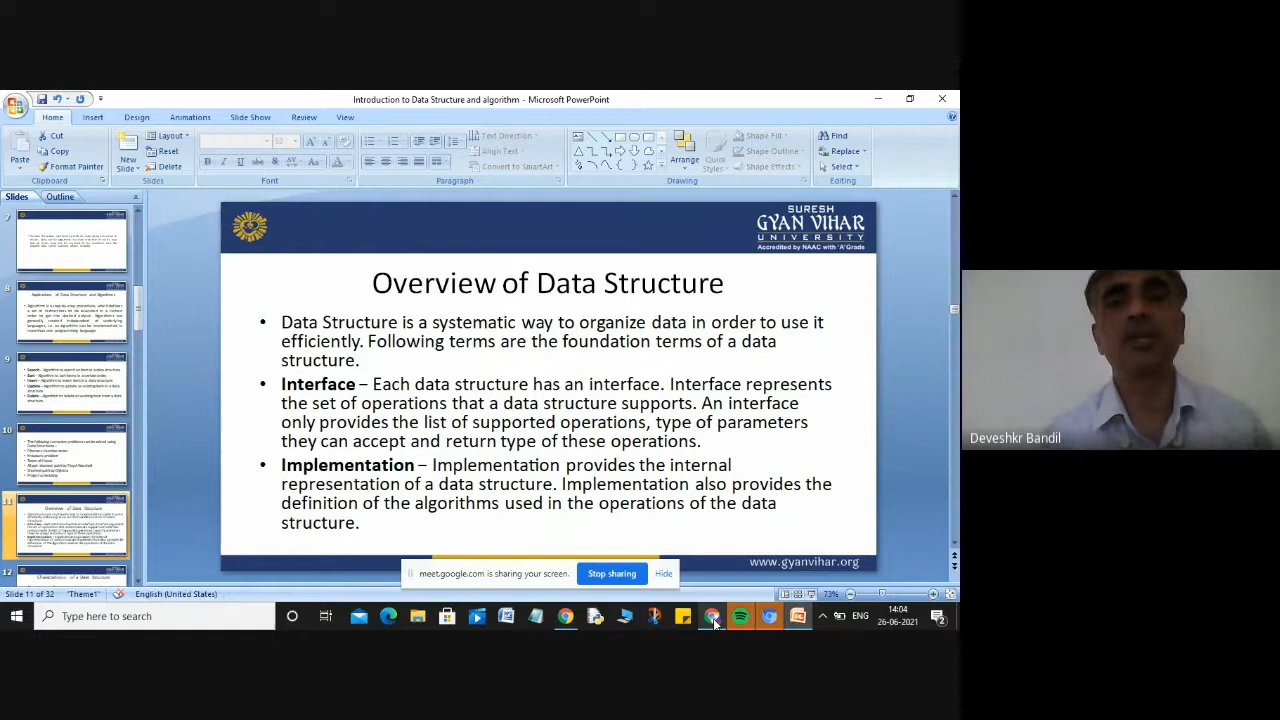 Introduction to Data Structure and algorithm - Microsoft PowerPoint
Home Insert Design Animations Slide Show Review View
Cut
Copy
Format Painter
Paste
Clipboard
New
Slide
Layout
Reset
Delete
Slides
52
Font
Text Direction
Align Text
Convert to SmartArt
Paragraph
Arrange
Quick
Styles
Shape Fill
Shape Outline
Shape Effects
Drawing
Find
Replace
Select
Editing
Slides Outline
7
8
9
10
11
12
SURESH
GYAN VIHAR
UNIVERSITY
Accredited by NAAC with 'A' Grade
Overview of Data Structure
• Data Structure is a systematic way to organize data in order to use it
efficiently. Following terms are the foundation terms of a data
structure.
• Interface – Each data structure has an interface. Interface represents
the set of operations that a data structure supports. An interface
only provides the list of supported operations, type of parameters
they can accept and return type of these operations.
• Implementation – Implementation provides the internal
representation of a data structure. Implementation also provides the
definition of the algorithms used in the operations of the data
structure.
www.gyanvihar.org
meet.google.com is sharing your screen.
Stop sharing
Hide
Slide 11 of 32
"Theme1"
English (United States)
73%
Type here to search
ENG
14:04
26-06-2021
2
Deveshkr Bandil